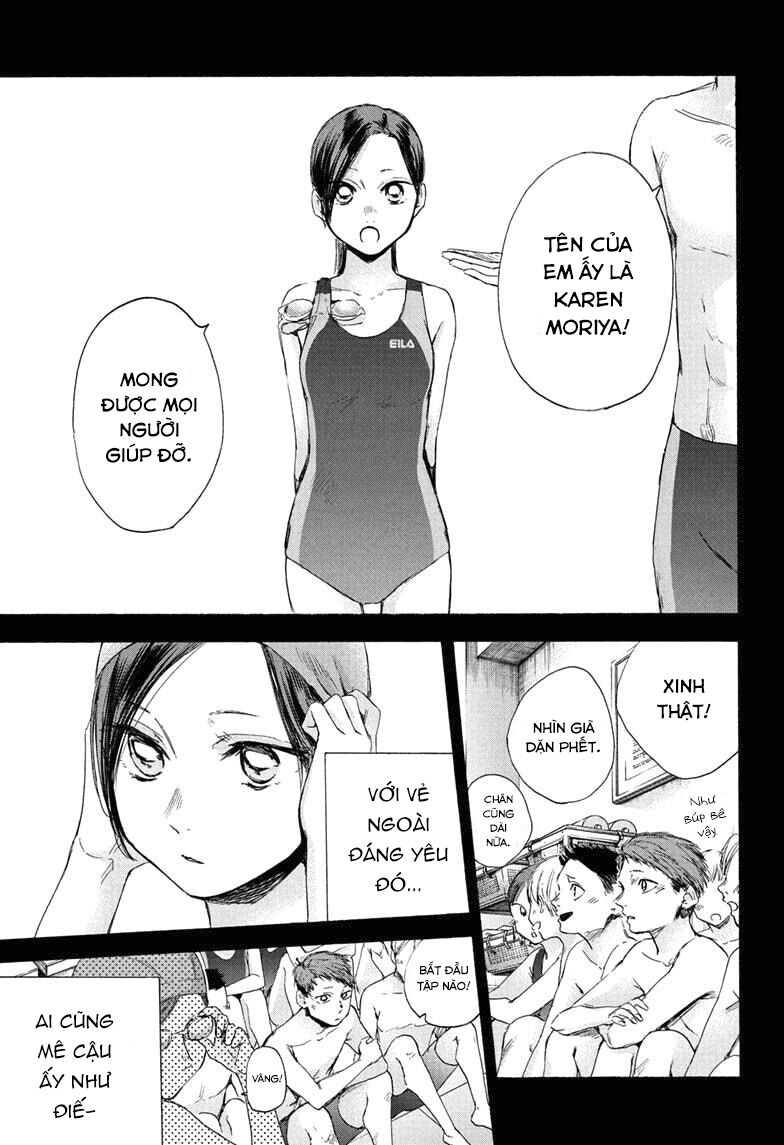 TÊN CỦA
EM ẤY LÀ
KAREN
MORIYA!
EILA
MONG
ĐƯỢC MỌI
NGƯỜI
GIÚP ĐỠ.
XINH
THẬT!
NHÌN GIÀ
DẶN PHẾT.
Như
búp bê
vậy
CHÂN
CŨNG
DÀI
NỮA.
VỚI VẺ
NGOÀI
ĐÁNG YÊU
ĐÓ...
BẮT ĐẦU
TẬP NÀO!
VÂNG!
AI CŨNG
MÊ CẬU
ẤY NHƯ
ĐIẾ-